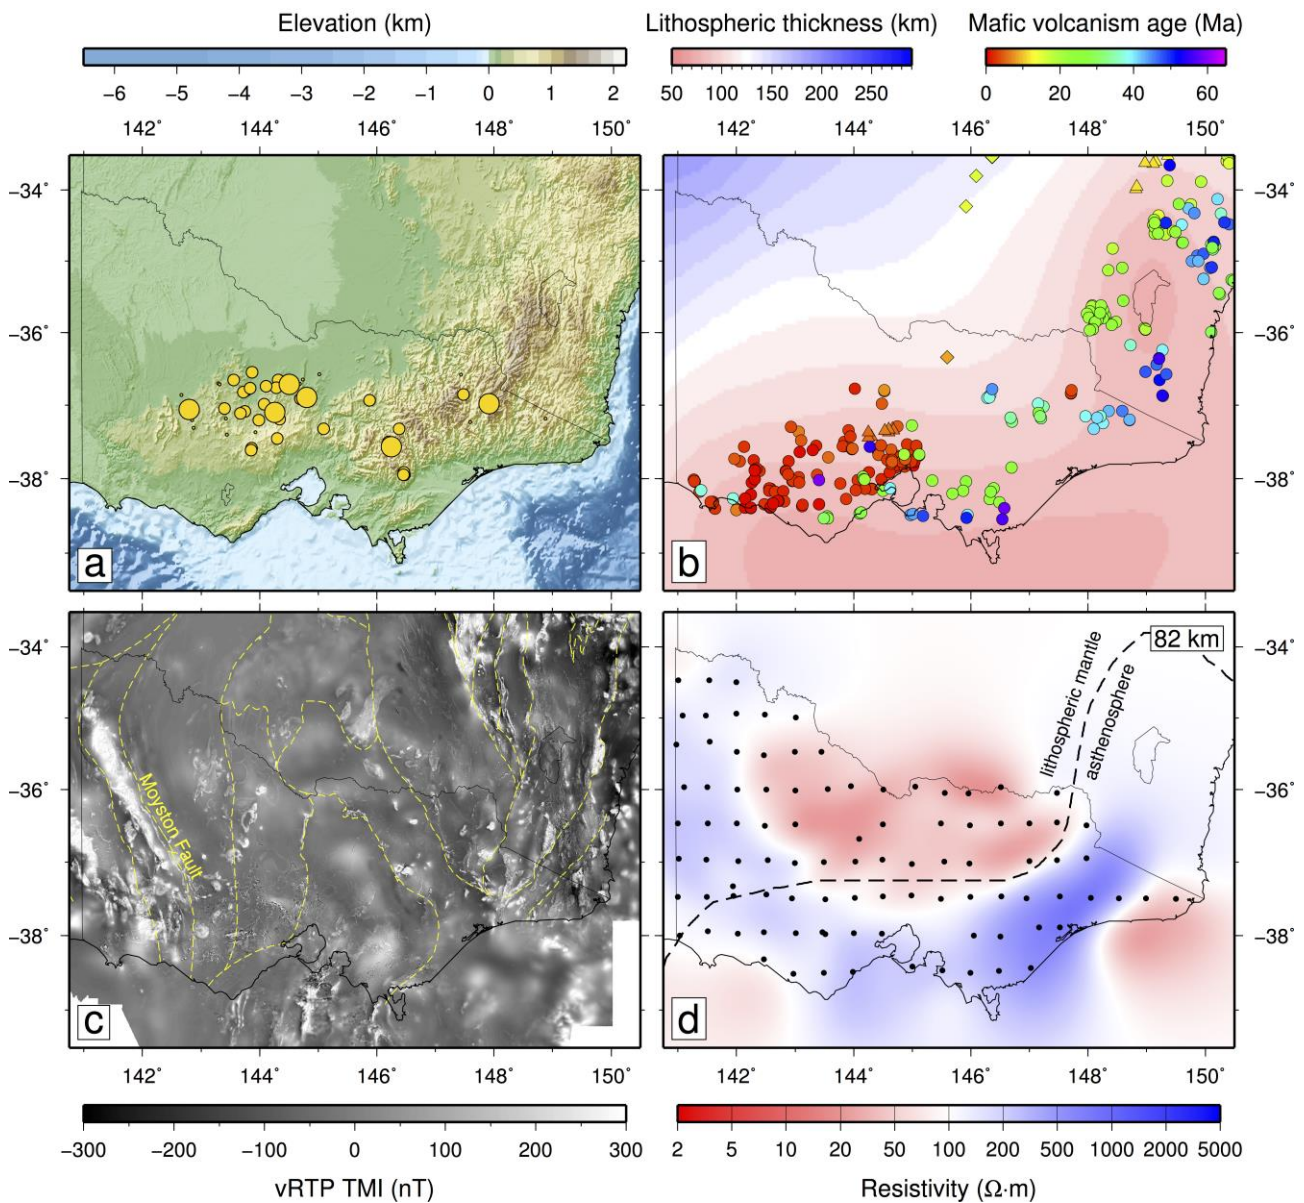 Elevation (km)
−6 −5 −4 −3 −2 −1 0 1 2
Lithospheric thickness (km)
50 100 150 200 250
Mafic volcanism age (Ma)
0 20 40 60
142° 144° 146° 148° 150°
142° 144° 146° 148° 150°
−34° −34°
−36° −36°
−38° −38°
a
b
Moyston Fault
lithospheric mantle
asthenosphere
82 km
−34° −34°
−36° −36°
−38° −38°
c
d
142° 144° 146° 148° 150°
142° 144° 146° 148° 150°
−300 −200 −100 0 100 200 300
vRTP TMI (nT)
2 5 10 20 50 100 200 500 1000 2000 5000
Resistivity (Ω·m)